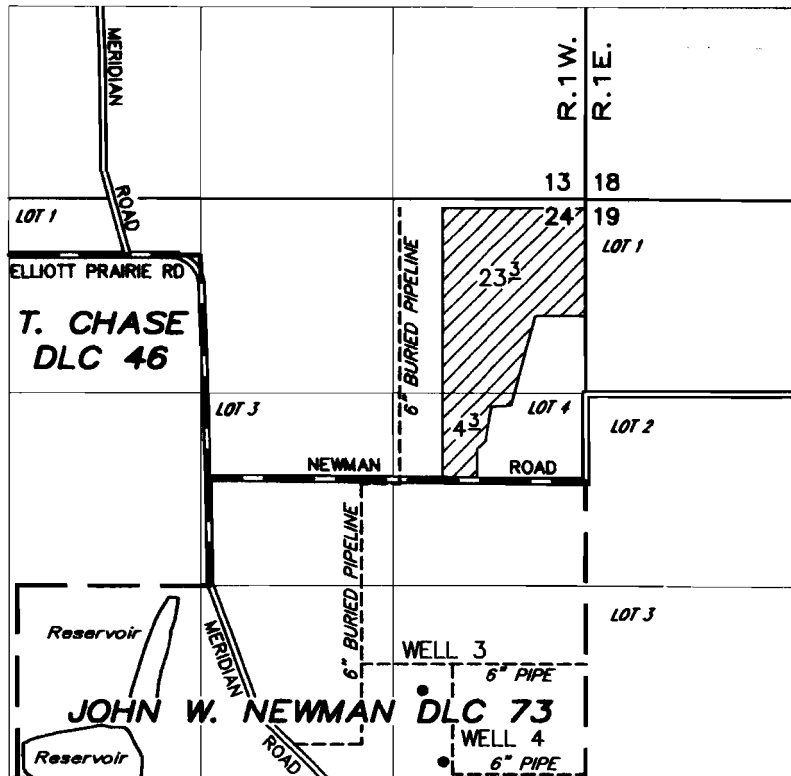 MERIDIAN
ROAD
R.1W.
R.1E.
13 18
24 19
LOT 1
LOT 1
ELLIOTT PRAIRIE RD
T. CHASE
DLC 46
6" BURIED PIPELINE
23 3
4 3
LOT 3
LOT 4
LOT 2
NEWMAN ROAD
6" BURIED PIPELINE
LOT 3
Reservoir
MERIDIAN
ROAD
WELL 3
6" PIPE
JOHN W. NEWMAN DLC 73
WELL 4
6" PIPE
Reservoir